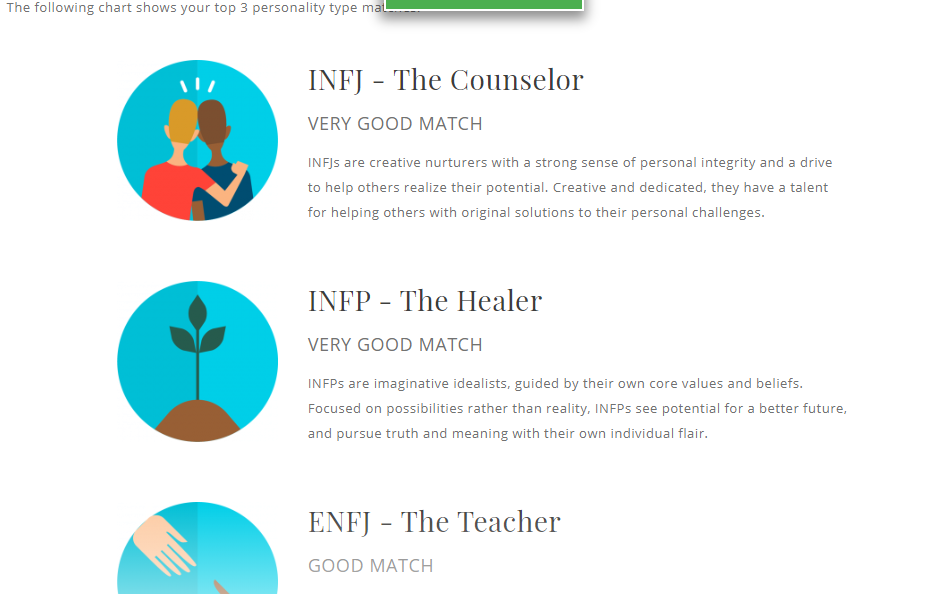 The following chart shows your top 3 personality type
INFJ - The Counselor
VERY GOOD MATCH
INFJs are creative nurturers with a strong sense of personal integrity and a drive
to help others realize their potential. Creative and dedicated, they have a talent
for helping others with original solutions to their personal challenges.
INFP - The Healer
VERY GOOD MATCH
INFPs are imaginative idealists, guided by their own core values and beliefs.
Focused on possibilities rather than reality, INFPs see potential for a better future,
and pursue truth and meaning with their own individual flair.
ENFJ - The Teacher
GOOD MATCH